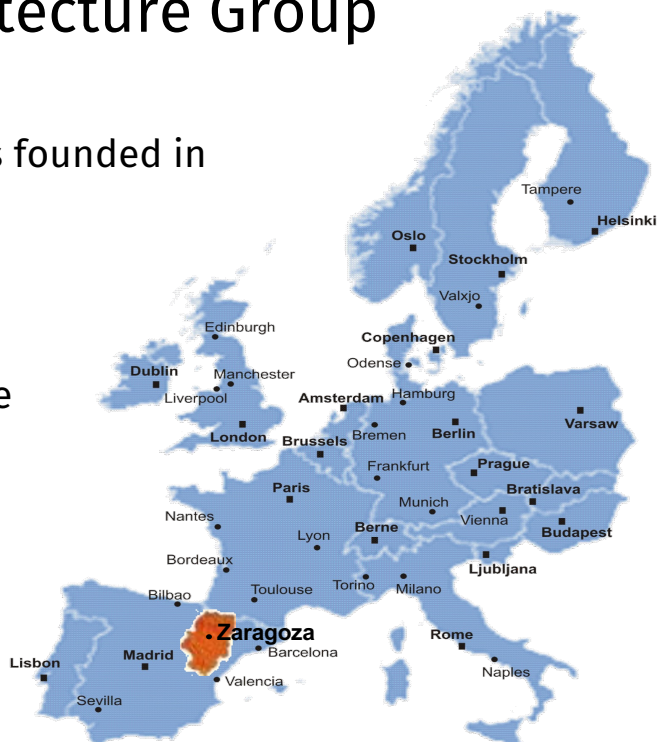 tecture Group
s founded in
e
Tampere
Helsinki
Oslo
Stockholm
Valxjo
Edinburgh
Copenhagen
Odense
Dublin
Manchester
Liverpool
Amsterdam
Hamburg
London
Brussels
Bremen
Berlin
Varsaw
Frankfurt
Prague
Paris
Munich
Bratislava
Nantes
Vienna
Lyon
Berne
Budapest
Bordeaux
Ljubljana
Bilbao
Toulouse
Torino
Milano
Zaragoza
Rome
Barcelona
Lisbon
Madrid
Naples
Valencia
Sevilla